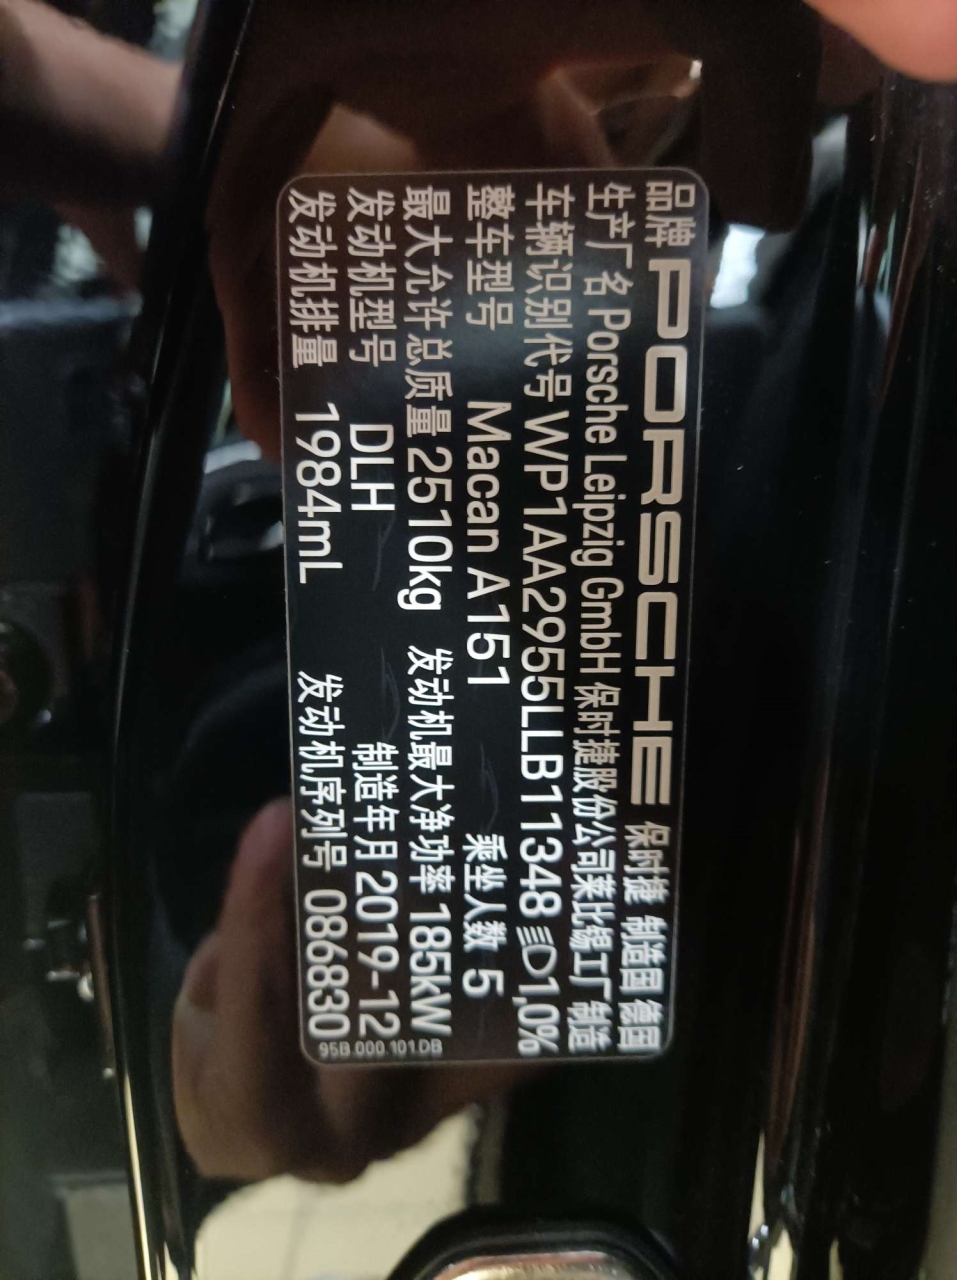 品牌 PORSCHE 保时捷 制造国 德国
生产厂名 Porsche Leipzig GmbH 保时捷股份公司莱比锡工厂 制造
车辆识别代号 WP1AA2955LLB11348 1,0%
整车型号 Macan A151 乘坐人数 5
最大允许总质量 2510kg 发动机最大净功率 185kW
发动机型号 DLH 制造年月 2019-12
发动机排量 1984mL 发动机序列号 086830
95B.000.101.DB